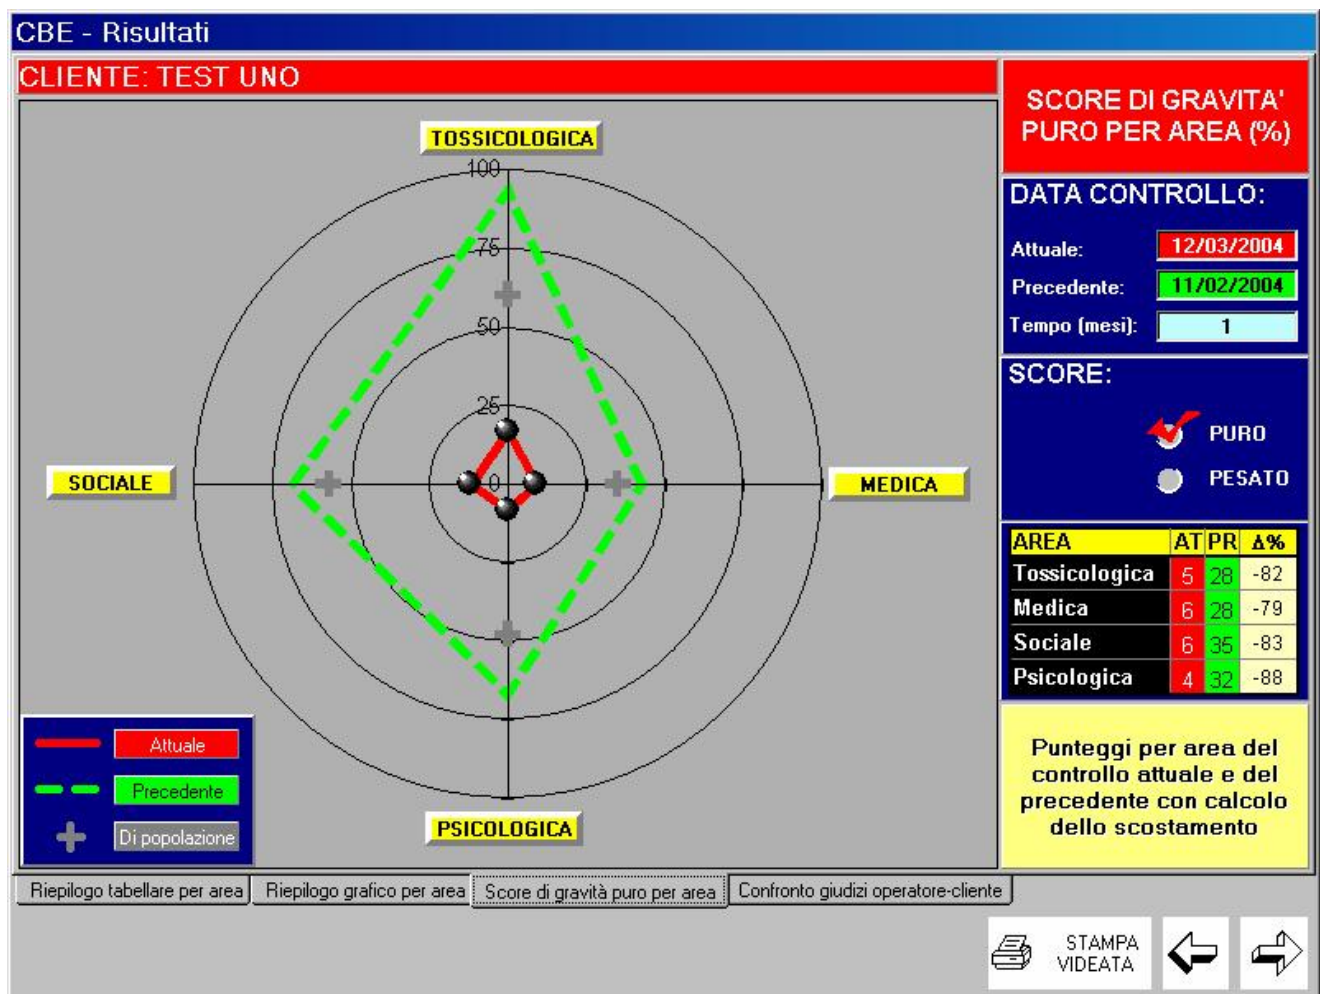 CBE - Risultati
CLIENTE: TEST UNO
TOSSICOLOGICA
100
75
50
25
0
SOCIALE
MEDICA
PSICOLOGICA
Attuale
Precedente
Di popolazione
SCORE DI GRAVITA'
PURO PER AREA (%)
DATA CONTROLLO:
Attuale: 12/03/2004
Precedente: 11/02/2004
Tempo (mesi): 1
SCORE:
PURO
PESATO
AREA AT PR Δ%
Tossicologica 5 28 -82
Medica 6 28 -79
Sociale 6 35 -83
Psicologica 4 32 -88
Punteggi per area del
controllo attuale e del
precedente con calcolo
dello scostamento
Riepilogo tabellare per area Riepilogo grafico per area Score di gravità puro per area Confronto giudizi operatore-cliente
STAMPA
VIDEATA